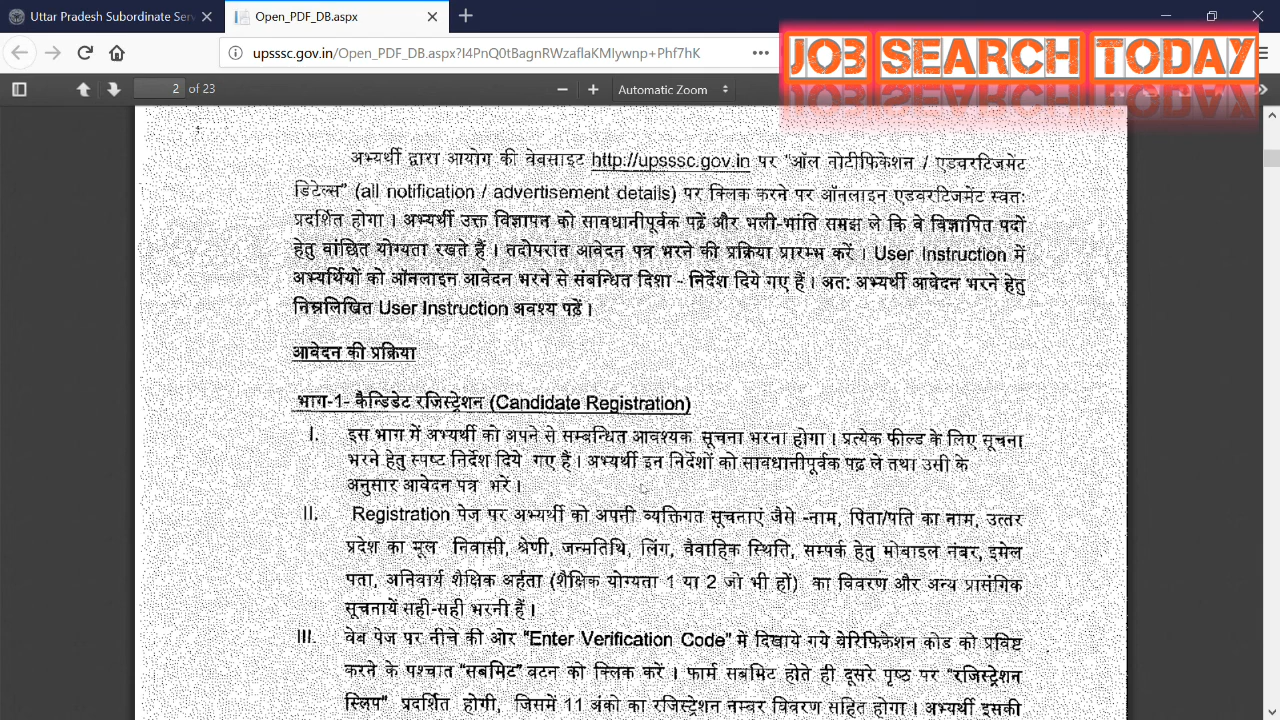 Uttar Pradesh Subordinate Ser
Open_PDF_DB.aspx
upsssc.gov.in/Open_PDF_DB.aspx?I4PnQ0tBagnRWzaflaKMIywnp+Phf7hK
JOB SEARCH TODAY
2 of 23
Automatic Zoom
अभ्यर्थी द्वारा आयोग की वेबसाइट http://upsssc.gov.in पर "ऑल नोटीफिकेशन / एडवरटिजमेंट
डिटेल्स" (all notification / advertisement details) पर क्लिक करने पर ऑनलाइन एडवरटिजमेंट स्वतः
प्रदर्शित होगा । अभ्यर्थी उक्त विज्ञापन को सावधानीपूर्वक पढ़ें और भली-भांति समझ ले कि वे विज्ञापित पदों
हेतु वांछित योग्यता रखते हैं । तदोपरांत आवेदन पत्र भरने की प्रक्रिया प्रारम्भ करें । User Instruction में
अभ्यर्थियों को ऑनलाइन आवेदन भरने से संबन्धित दिशा - निर्देश दिये गए हैं । अत: अभ्यर्थी आवेदन भरने हेतु
निम्नलिखित User Instruction अवश्य पढ़ें ।
आवेदन की प्रक्रिया
भाग-1- कैन्डिडेट रजिस्ट्रेशन (Candidate Registration)
I. इस भाग में अभ्यर्थी को अपने से सम्बन्धित आवश्यक सूचना भरना होगा । प्रत्येक फील्ड के लिए सूचना
भरने हेतु स्पष्ट निर्देश दिये गए हैं । अभ्यर्थी इन निर्देशों को सावधानीपूर्वक पढ़ ले तथा उसी के
अनुसार आवेदन पत्र भरें ।
II. Registration पेज पर अभ्यर्थी को अपनी व्यक्तिगत सूचनाएं जैसे -नाम, पिता/पति का नाम, उत्तर
प्रदेश का मूल निवासी, श्रेणी, जन्मतिथि, लिंग, वैवाहिक स्थिति, सम्पर्क हेतु मोबाइल नंबर, इमेल
पता, अनिवार्य शैक्षिक अर्हता (शैक्षिक योग्यता 1 या 2 जो भी हों) का विवरण और अन्य प्रासंगिक
सूचनायें सही-सही भरनी हैं ।
III. वेब पेज पर नीचे की ओर "Enter Verification Code" में दिखाये गये वेरिफिकेशन कोड को प्रविष्ट
करने के पश्चात "सबमिट" बटन को क्लिक करें । फार्म सबमिट होते ही दूसरे पृष्ठ पर "रजिस्ट्रेशन
स्लिप" प्रदर्शित होगी, जिसमें 11 अंको का रजिस्ट्रेशन नम्बर विवरण सहित होगा । अभ्यर्थी इसकी